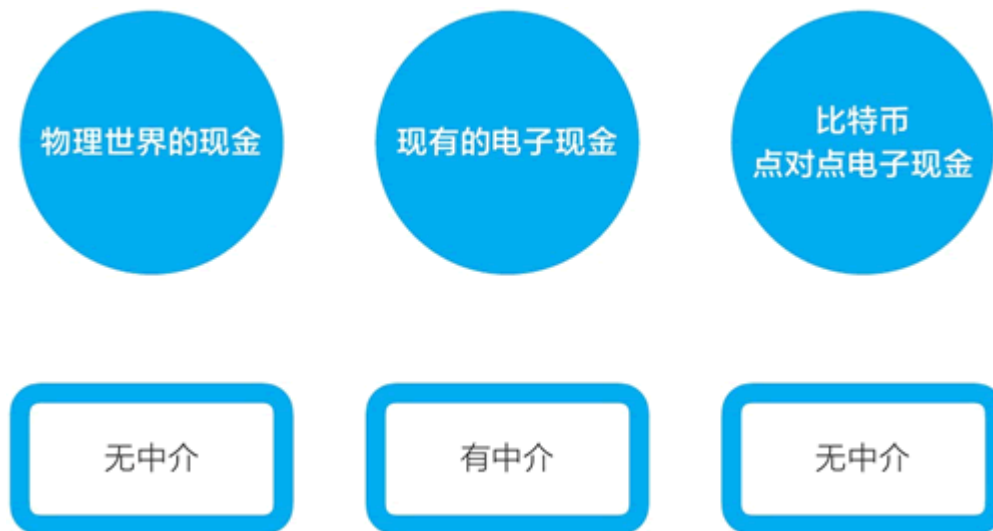 物理世界的现金
现有的电子现金
比特币
点对点电子现金
无中介
有中介
无中介